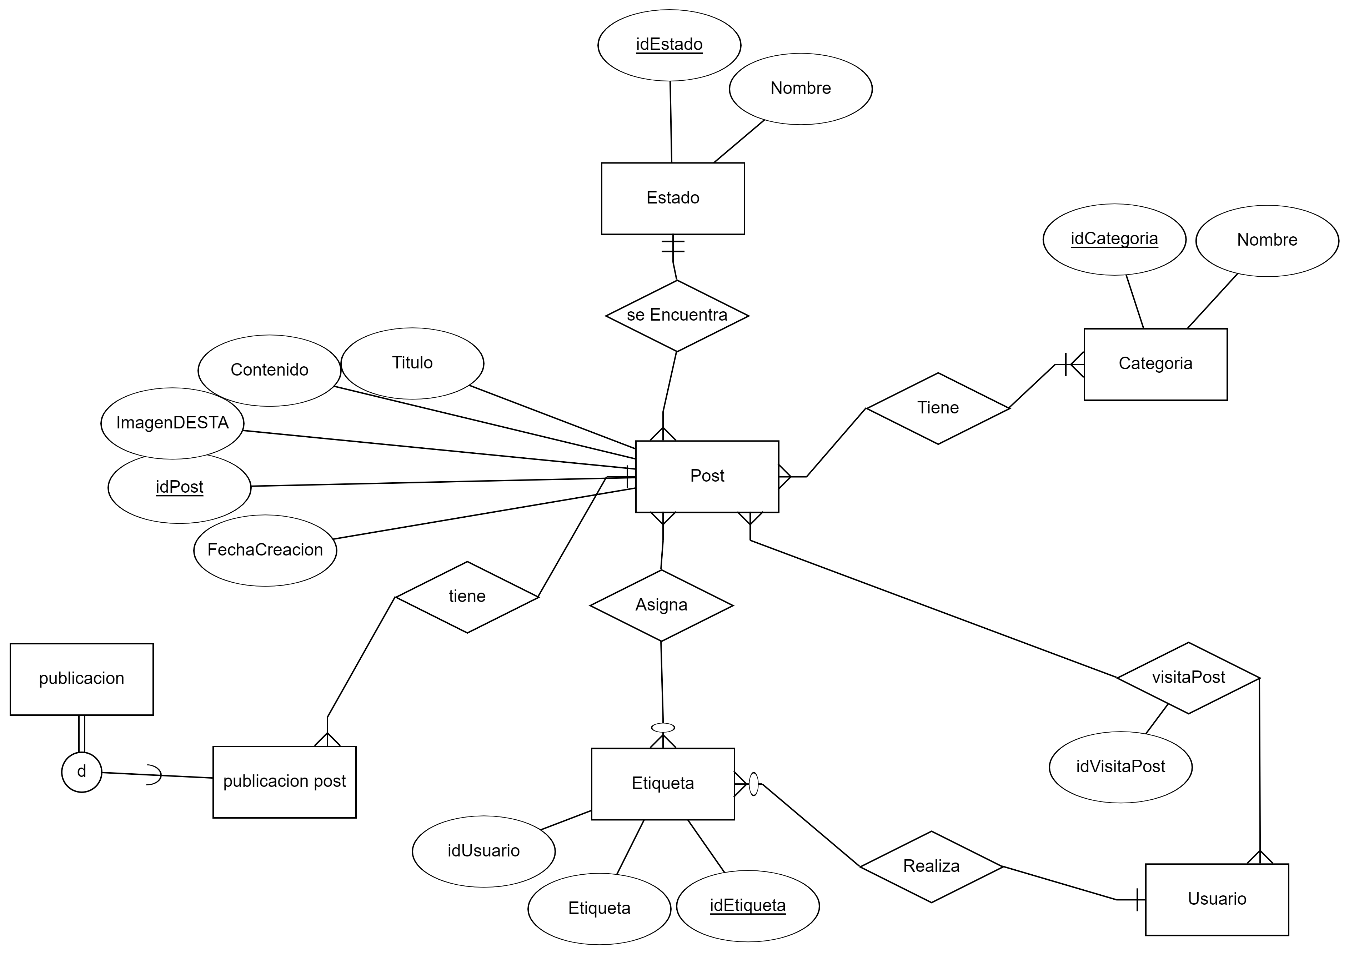 idEstado
Nombre
Estado
idCategoria
Nombre
se Encuentra
Contenido
Titulo
Categoria
Tiene
ImagenDESTA
Post
idPost
FechaCreacion
tiene
Asigna
publicacion
visitaPost
d
publicacion post
Etiqueta
idVisitaPost
idUsuario
Realiza
Usuario
Etiqueta
idEtiqueta